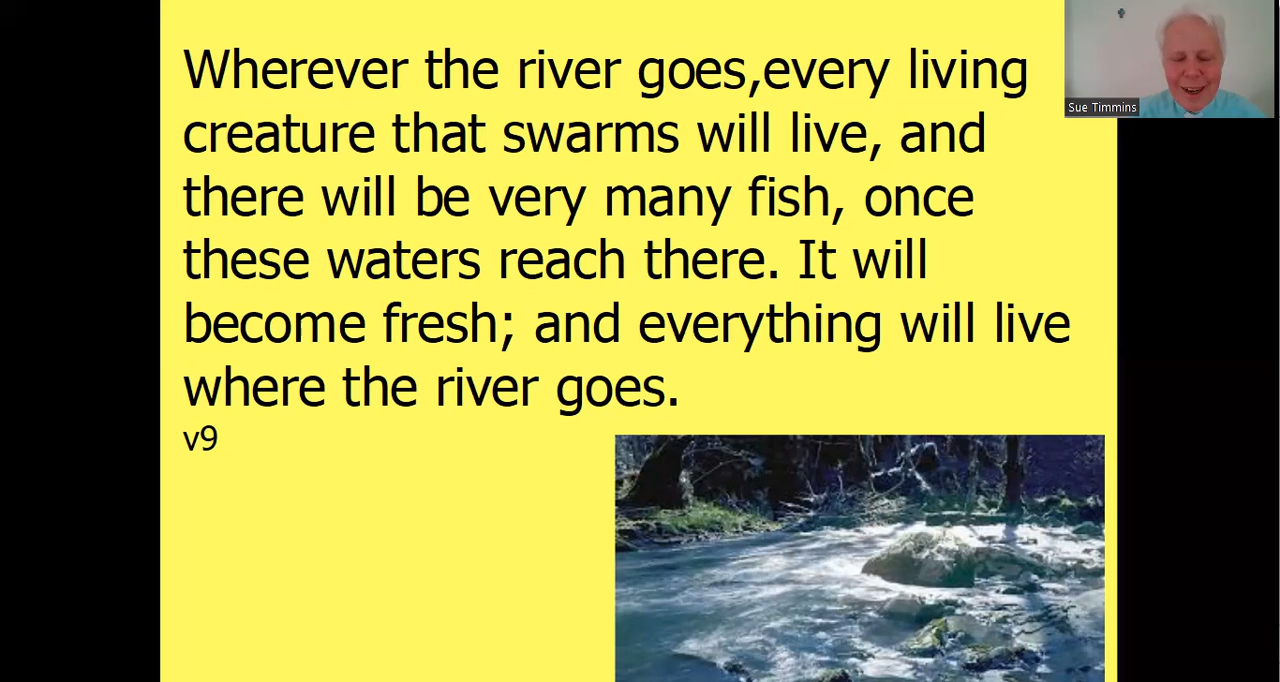 Wherever the river goes,every living
creature that swarms will live, and
there will be very many fish, once
these waters reach there. It will
become fresh; and everything will live
where the river goes.
v9
Sue Timmins